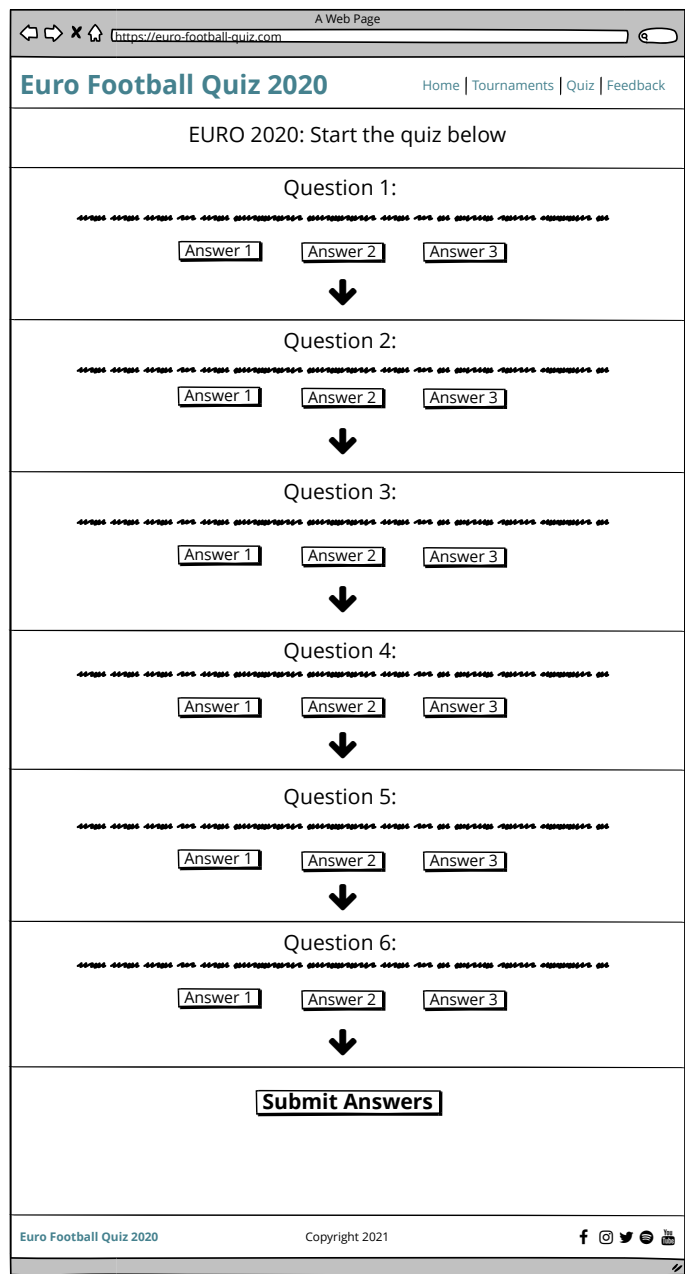 A Web Page
https://euro-football-quiz.com
Euro Football Quiz 2020 Home | Tournaments | Quiz | Feedback
EURO 2020: Start the quiz below
Question 1:
Answer 1 Answer 2 Answer 3
Question 2:
Answer 1 Answer 2 Answer 3
Question 3:
Answer 1 Answer 2 Answer 3
Question 4:
Answer 1 Answer 2 Answer 3
Question 5:
Answer 1 Answer 2 Answer 3
Question 6:
Answer 1 Answer 2 Answer 3
Submit Answers
Euro Football Quiz 2020 Copyright 2021 You Tube